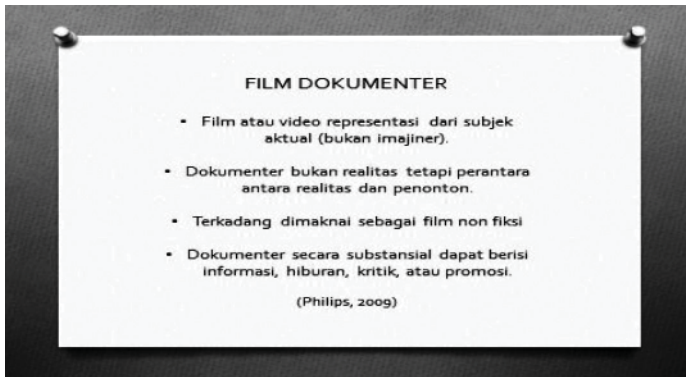 FILM DOKUMENTER
• Film atau video representasi dari subjek
aktual (bukan imajiner).
• Dokumenter bukan realitas tetapi perantara
antara realitas dan penonton.
• Terkadang dimaknai sebagai film non fiksi
• Dokumenter secara substansial dapat berisi
informasi, hiburan, kritik, atau promosi.
(Philips, 2009)